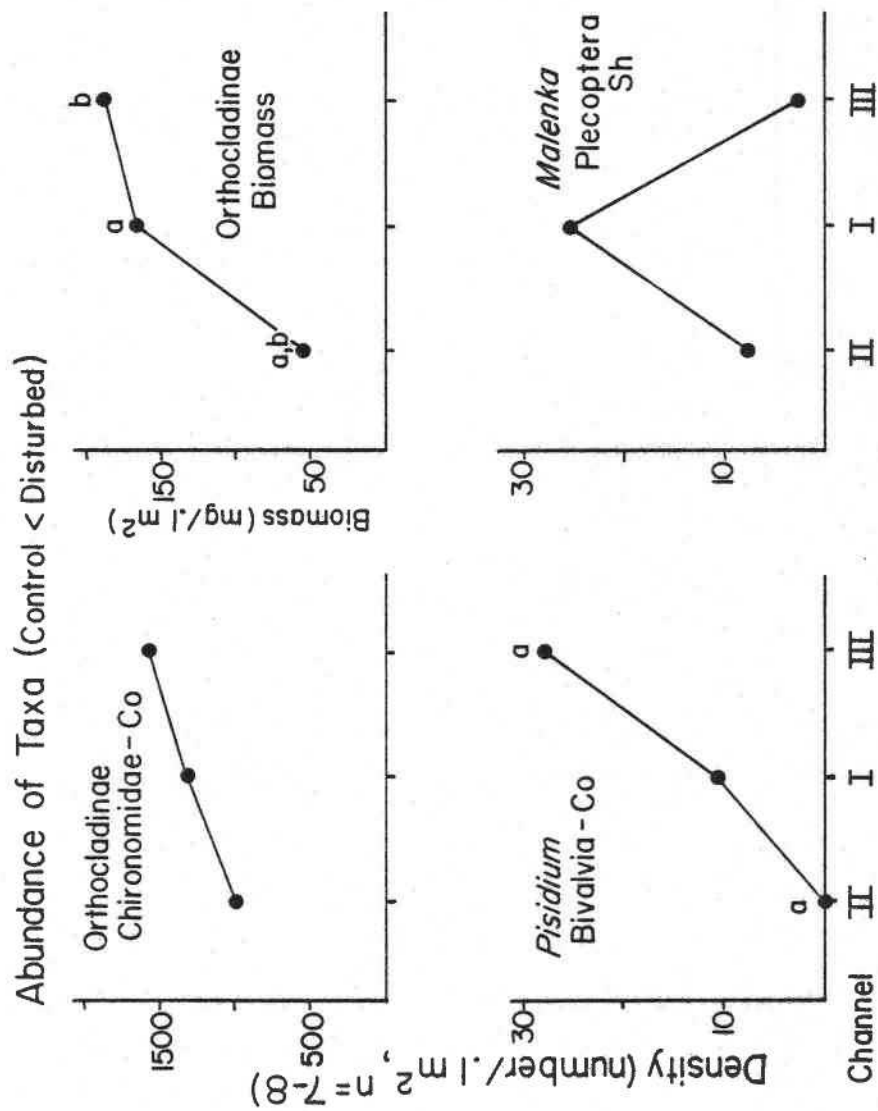 Abundance of Taxa (Control < Disturbed)
Orthocladinae
Chironomidae-Co
1500
500
b
a
a,b
Orthocladinae
Biomass
150
50
Biomass (mg/.1 m²)
a
a
Pisidium
Bivalvia-Co
30
10
Malenka
Plecoptera
Sh
30
10
Density (number/.1 m², n=7-8)
Channel
II
I
III
II
I
III